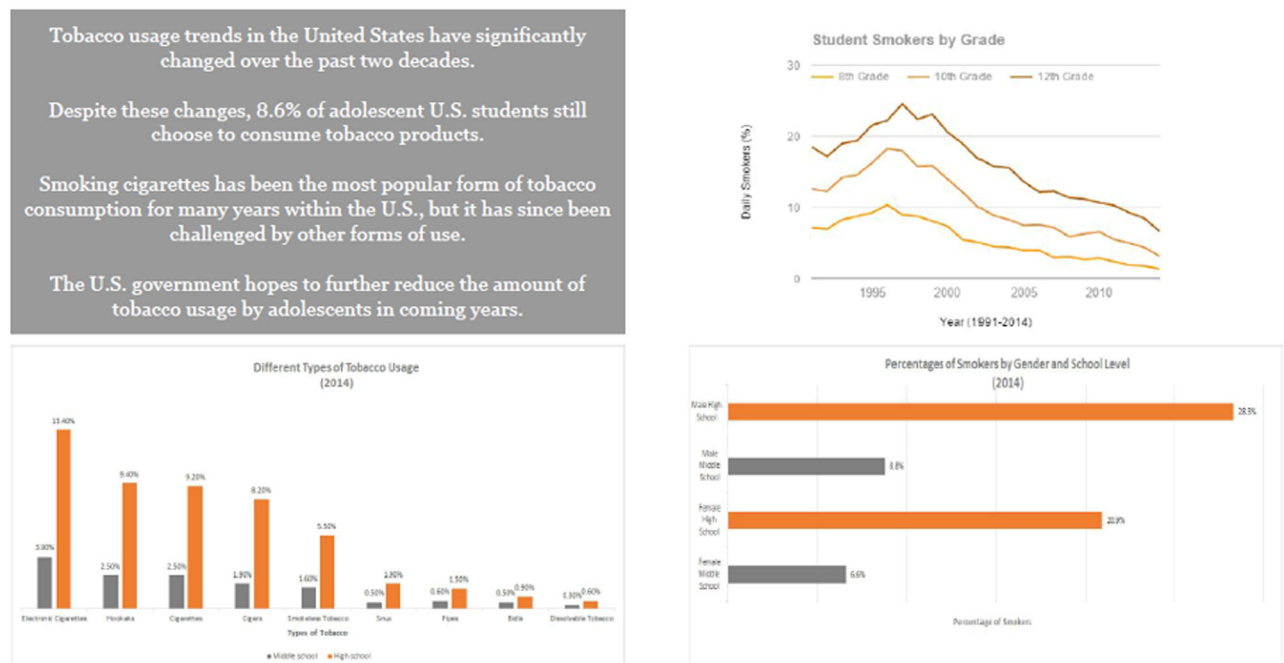 Tobacco usage trends in the United States have significantly
changed over the past two decades.
Despite these changes, 8.6% of adolescent U.S. students still
choose to consume tobacco products.
Smoking cigarettes has been the most popular form of tobacco
consumption for many years within the U.S., but it has since been
challenged by other forms of use.
The U.S. government hopes to further reduce the amount of
tobacco usage by adolescents in coming years.
Student Smokers by Grade
30
8th Grade 10th Grade 12th Grade
20
Daily Smokers (%)
10
0
1995 2000 2005 2010
Year (1991-2014)
Different Types of Tobacco Usage
(2014)
13.40%
9.40%
9.20%
8.20%
5.50%
2.50%
2.50%
1.90%
1.60%
0.50%
1.90%
0.60%
1.50%
0.50%
0.90%
0.60%
Electronic Cigarettes Hookahs Cigarettes Cigars Smokeless Tobacco Snus Pipes Bidis Dissolvable Tobacco
Types of Tobacco
Middle school High school
Percentages of Smokers by Gender and School Level
(2014)
Male High
School
28.3%
Male
Middle
School
8.8%
Female
High
School
20.9%
Female
Middle
School
6.6%
Percentage of Smokers